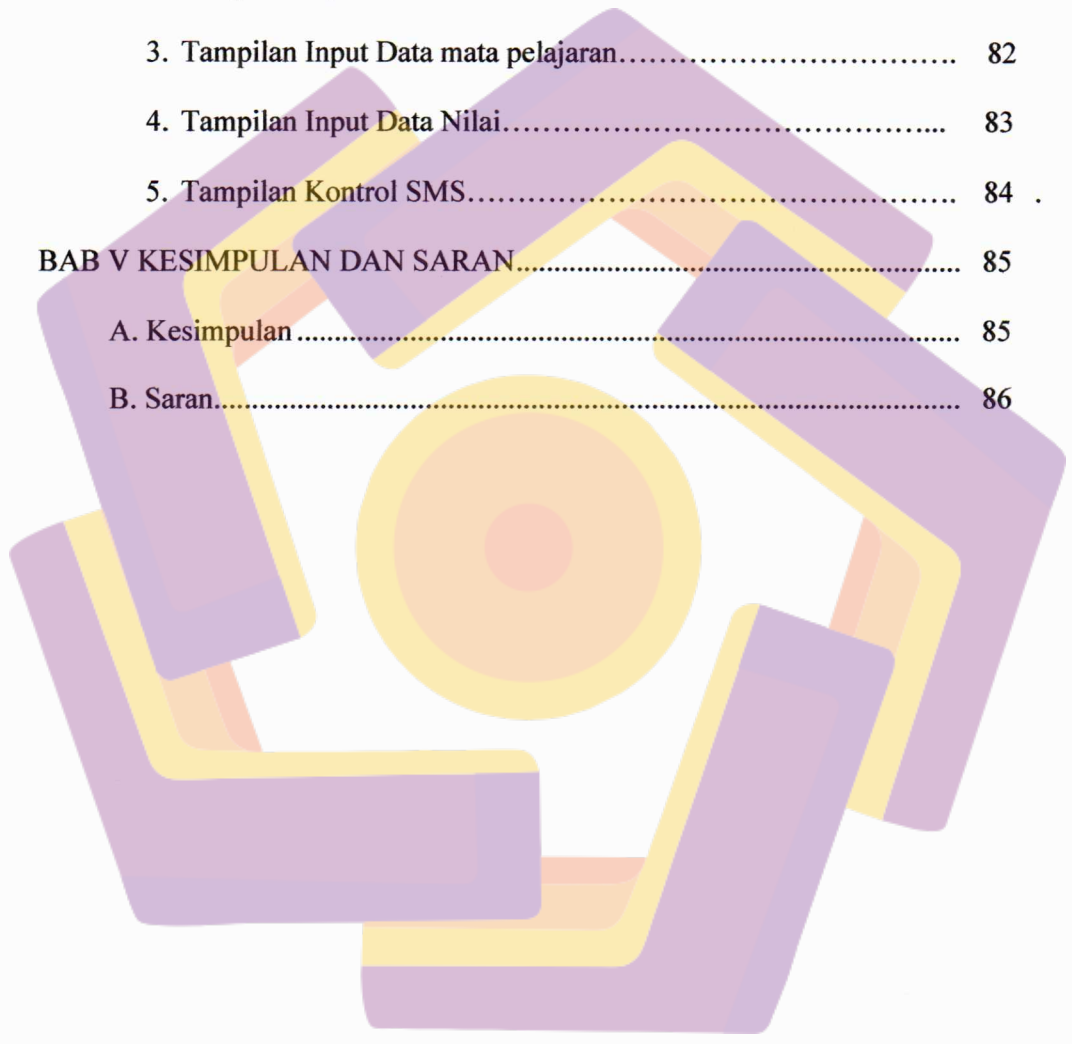 3. Tampilan Input Data mata pelajaran.................................. 82
4. Tampilan Input Data Nilai............................................. 83
5. Tampilan Kontrol SMS................................................ 84 .
BAB V KESIMPULAN DAN SARAN............................................................... 85
A. Kesimpulan............................................................................................. 85
B. Saran........................................................................................................ 86